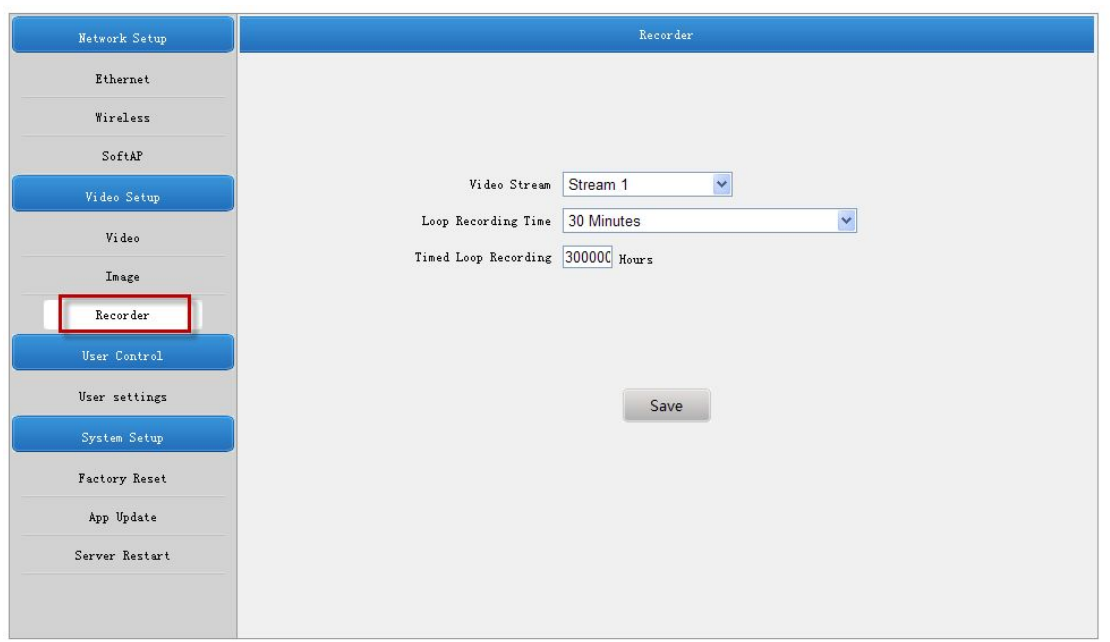 Network Setup
Recorder
Ethernet
Wireless
SoftAP
Video Setup
Video
Image
Recorder
User Control
User settings
System Setup
Factory Reset
App Update
Server Restart
Video Stream Stream 1
Loop Recording Time 30 Minutes
Timed Loop Recording 300000 Hours
Save